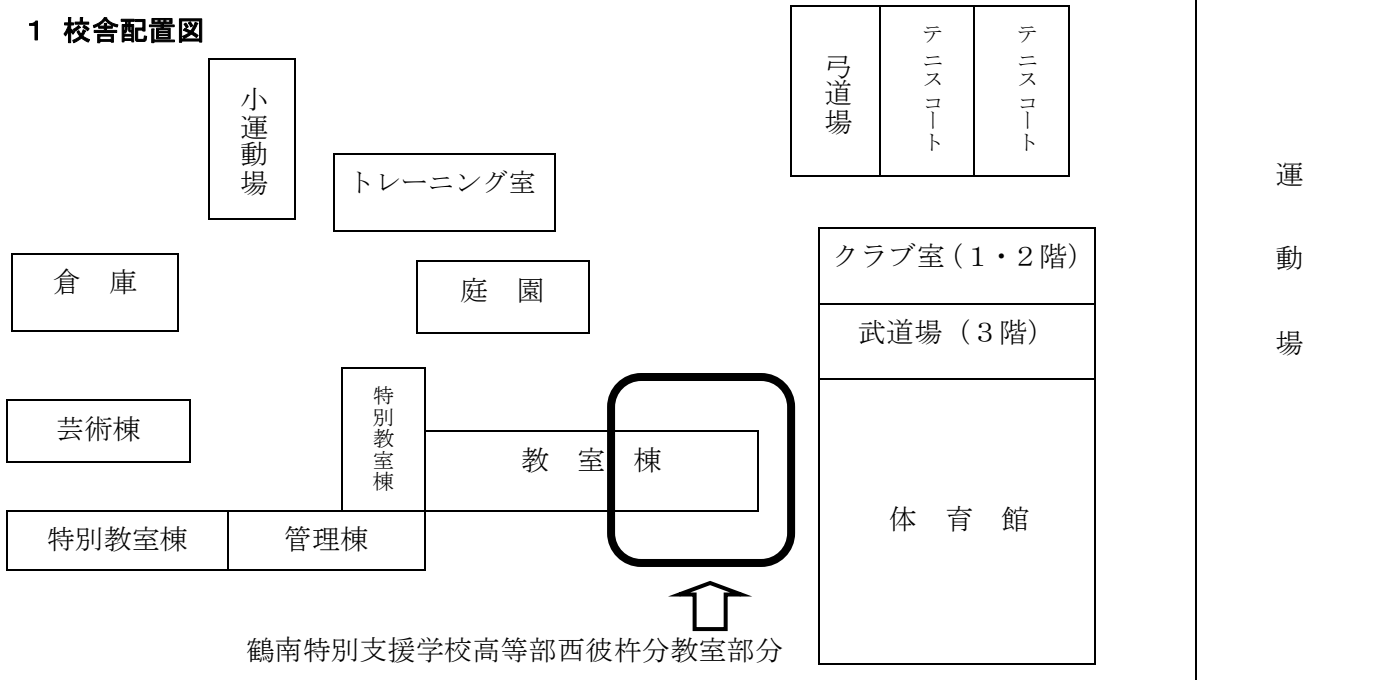 １ 校舎配置図
小運動場
トレーニング室
弓道場
テニスコート
テニスコート
運動場
倉　庫
庭　園
クラブ室（１・２階）
武道場（３階）
芸術棟
特別教室棟
教　室　棟
体　育　館
特別教室棟
管理棟
鶴南特別支援学校高等部西彼杵分教室部分